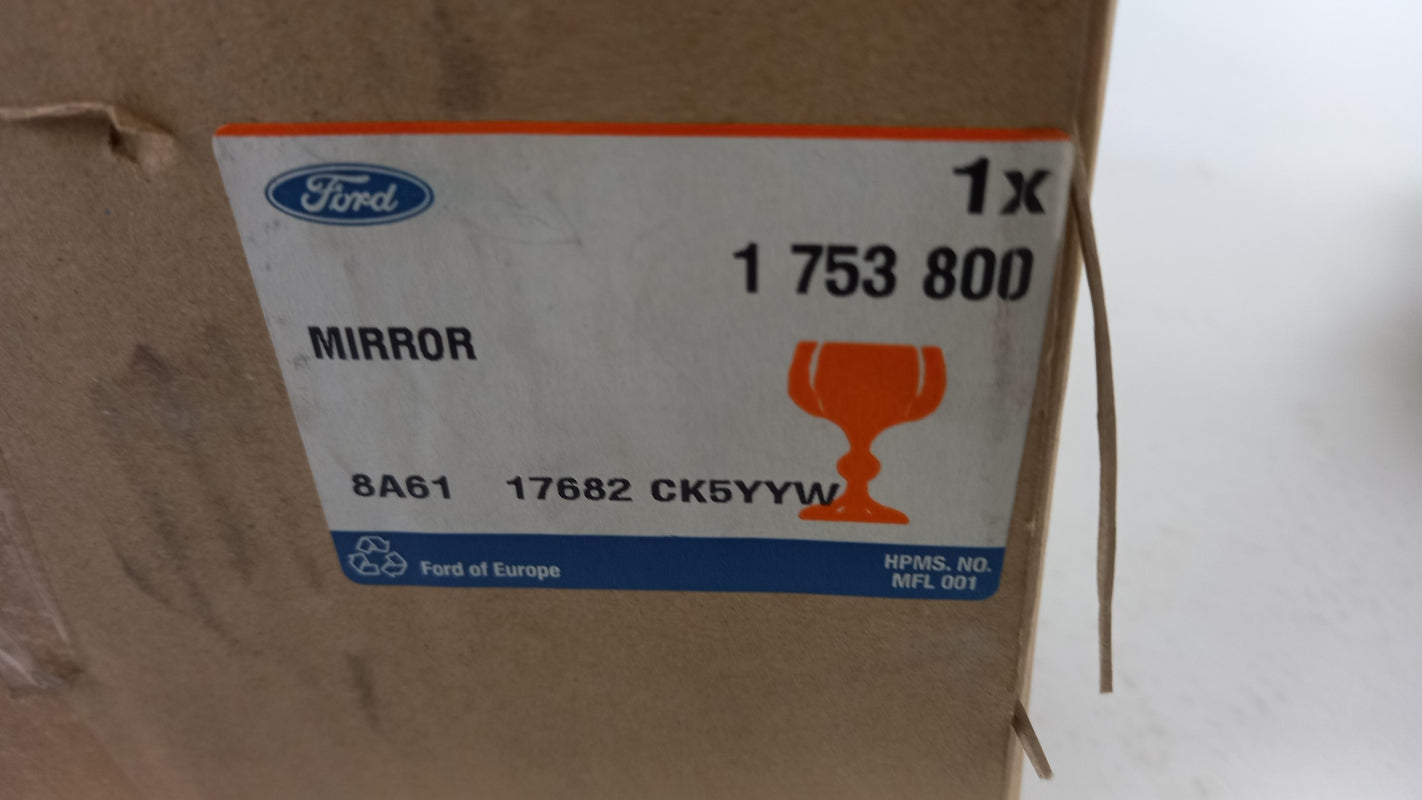 Ford
1x
1 753 800
MIRROR
8A61 17682 CK5YYW
Ford of Europe
HPMS. NO.
MFL 001